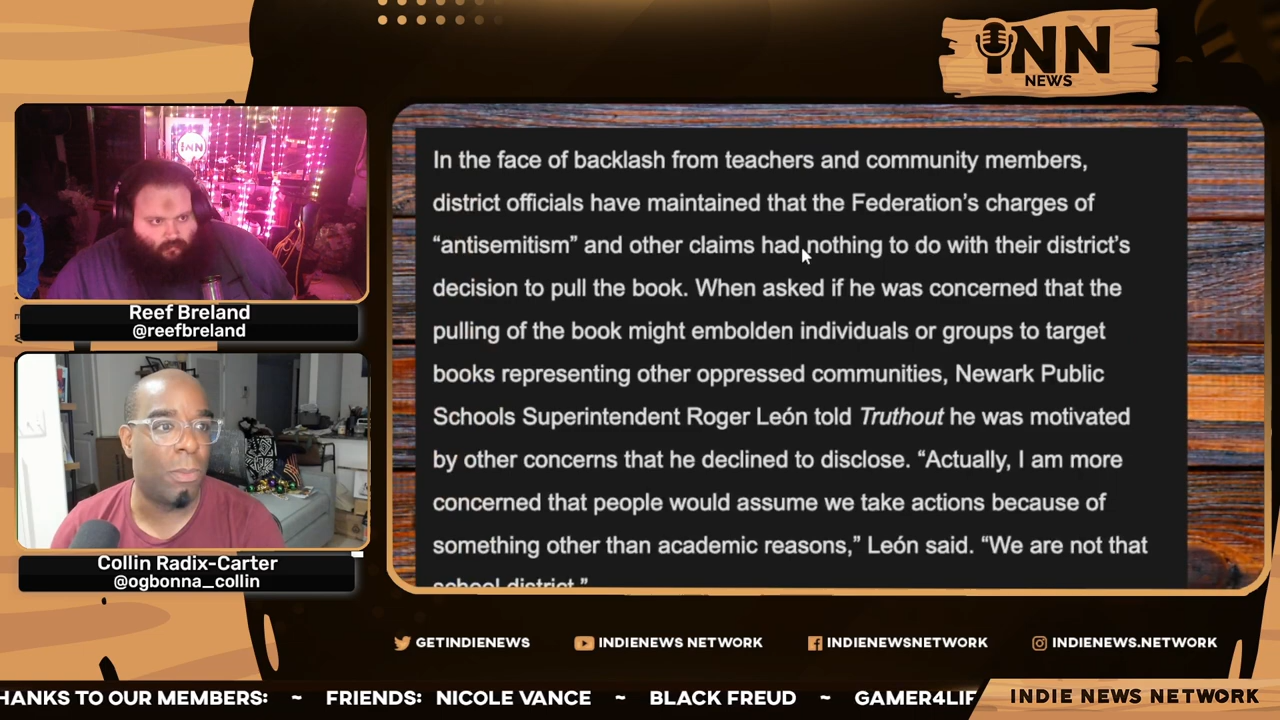 INN
NEWS
INN
Reef Breland
@reefbreland
Collin Radix-Carter
@ogbonna_collin
In the face of backlash from teachers and community members,
district officials have maintained that the Federation’s charges of
“antisemitism” and other claims had nothing to do with their district’s
decision to pull the book. When asked if he was concerned that the
pulling of the book might embolden individuals or groups to target
books representing other oppressed communities, Newark Public
Schools Superintendent Roger León told Truthout he was motivated
by other concerns that he declined to disclose. “Actually, I am more
concerned that people would assume we take actions because of
something other than academic reasons,” León said. “We are not that
school district.”
GETINDIENEWS INDIENEWS NETWORK INDIENEWSNETWORK INDIENEWS.NETWORK
HANKS TO OUR MEMBERS: ~ FRIENDS: NICOLE VANCE ~ BLACK FREUD ~ GAMER4LIF
INDIE NEWS NETWORK